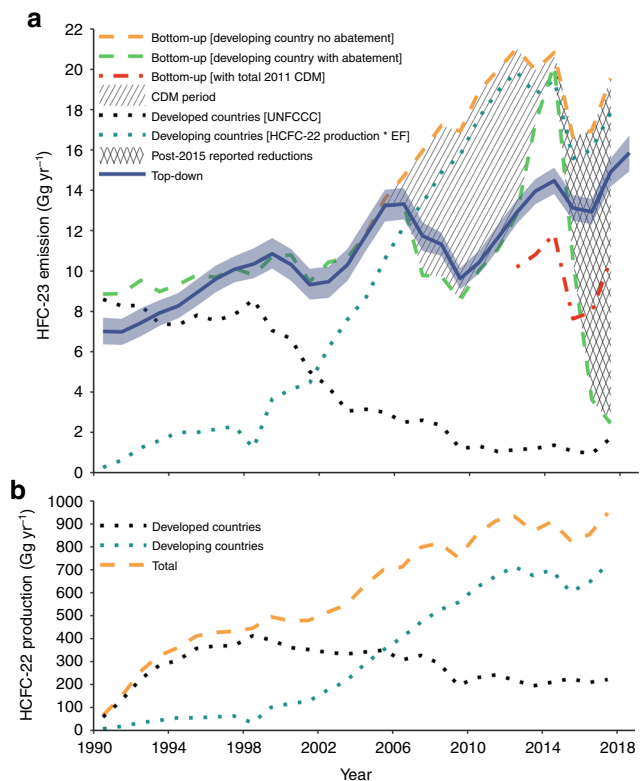 a
22
20
18
16
14
12
10
8
6
4
2
0
HFC-23 emission (Gg yr⁻¹)
Bottom-up [developing country no abatement]
Bottom-up [developing country with abatement]
Bottom-up [with total 2011 CDM]
CDM period
Developed countries [UNFCCC]
Developing countries [HCFC-22 production * EF]
Post-2015 reported reductions
Top-down
b
1000
900
800
700
600
500
400
300
200
100
0
HCFC-22 production (Gg yr⁻¹)
Developed countries
Developing countries
Total
1990 1994 1998 2002 2006 2010 2014 2018
Year